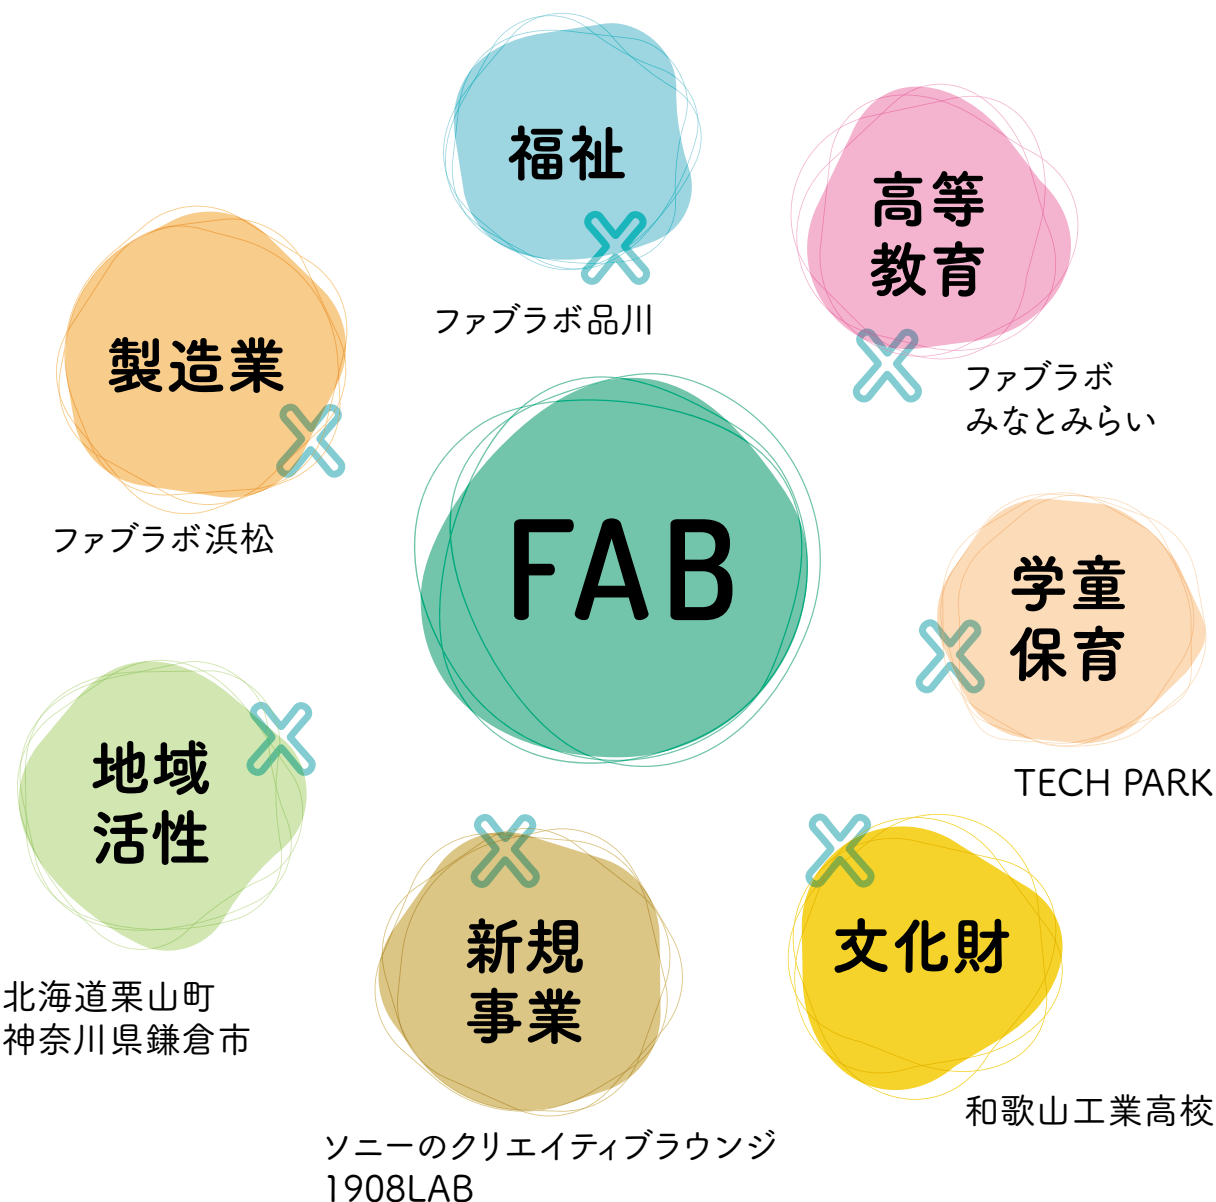 福祉
ファブラボ品川
高等
教育
ファブラボ
みなとみらい
製造業
ファブラボ浜松
FAB
学童
保育
TECH PARK
地域
活性
北海道栗山町
神奈川県鎌倉市
新規
事業
ソニーのクリエイティブラウンジ
1908LAB
文化財
和歌山工業高校